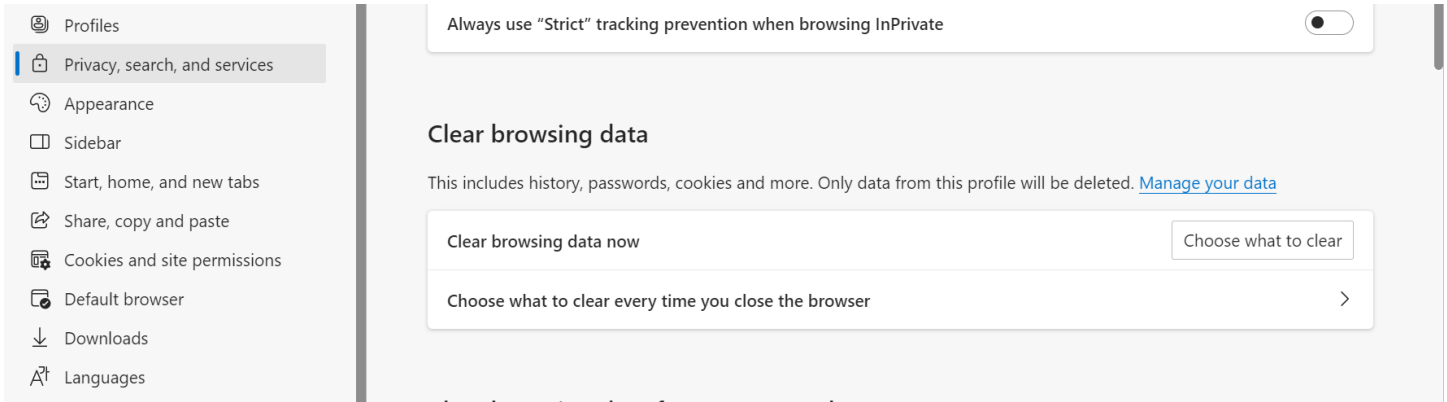 Profiles
Privacy, search, and services
Appearance
Sidebar
Start, home, and new tabs
Share, copy and paste
Cookies and site permissions
Default browser
Downloads
Languages
Always use “Strict” tracking prevention when browsing InPrivate
Clear browsing data
This includes history, passwords, cookies and more. Only data from this profile will be deleted. Manage your data
Clear browsing data now
Choose what to clear
Choose what to clear every time you close the browser